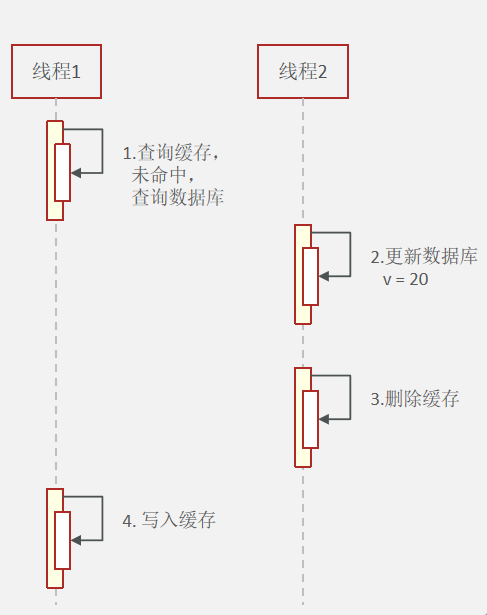 线程1
线程2
1.查询缓存，
未命中，
查询数据库
2.更新数据库
v = 20
3.删除缓存
4. 写入缓存